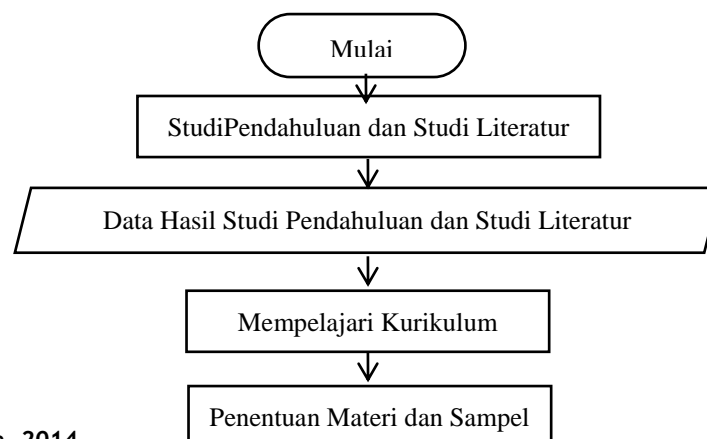 Mulai
StudiPendahuluan dan Studi Literatur
Data Hasil Studi Pendahuluan dan Studi Literatur
Mempelajari Kurikulum
Penentuan Materi dan Sampel
2014